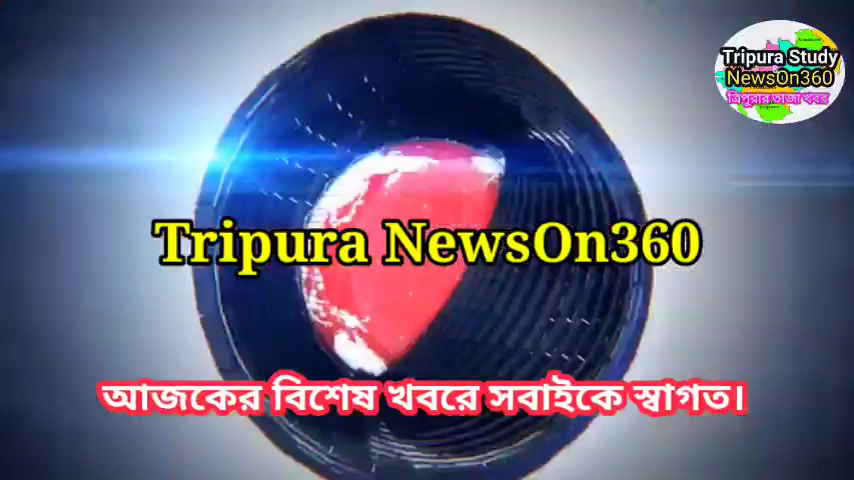 Tripura Study
NewsOn360
ত্রিপুরার তাজা খবর
Tripura NewsOn360
আজকের বিশেষ খবরে সবাইকে স্বাগত।